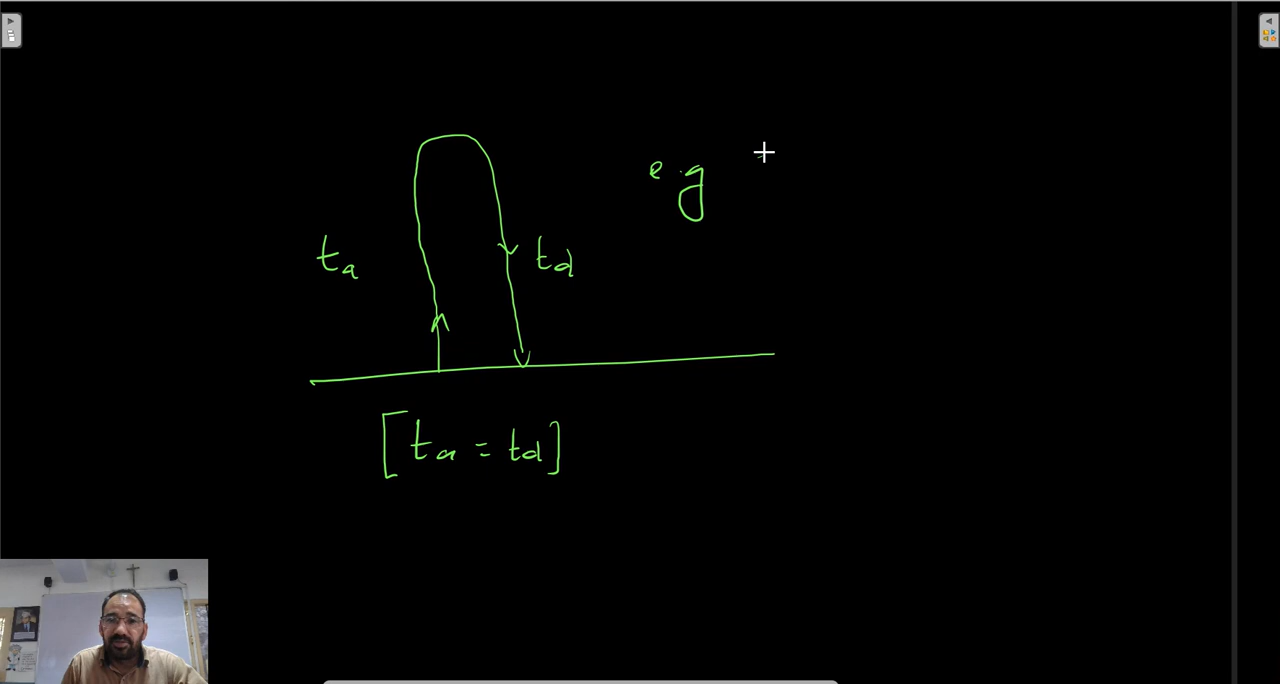 e.g
ta
td
[ta = td]